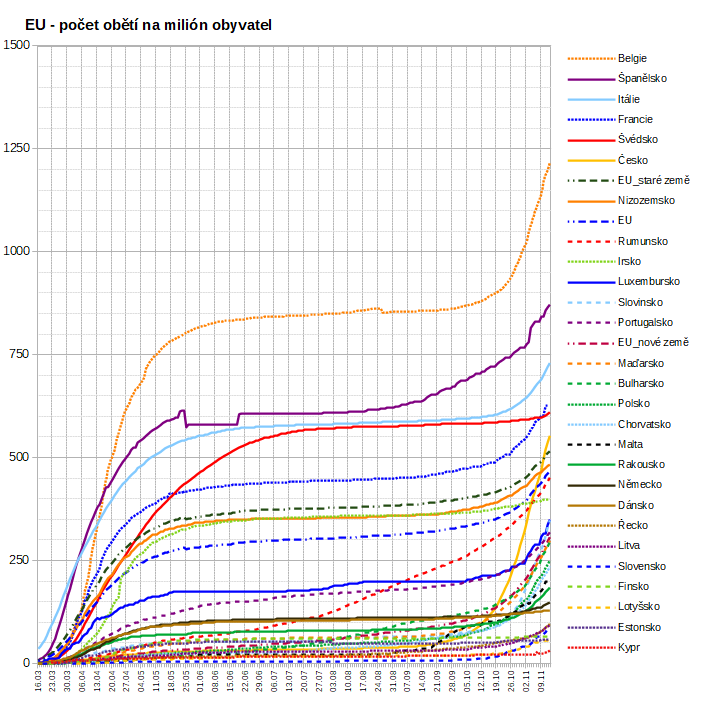 EU - počet obětí na milión obyvatel
1500
1250
1000
750
500
250
0
16.03
23.03
30.03
06.04
13.04
20.04
27.04
04.05
11.05
18.05
25.05
01.06
08.06
15.06
22.06
29.06
06.07
13.07
20.07
27.07
03.08
10.08
17.08
24.08
31.08
07.09
14.09
21.09
28.09
05.10
12.10
19.10
26.10
02.11
09.11
Belgie
Španělsko
Itálie
Francie
Švédsko
Česko
EU_staré země
Nizozemsko
EU
Rumunsko
Irsko
Luxembursko
Slovinsko
Portugalsko
EU_nové země
Maďarsko
Bulharsko
Polsko
Chorvatsko
Malta
Rakousko
Německo
Dánsko
Řecko
Litva
Slovensko
Finsko
Lotyšsko
Estonsko
Kypr